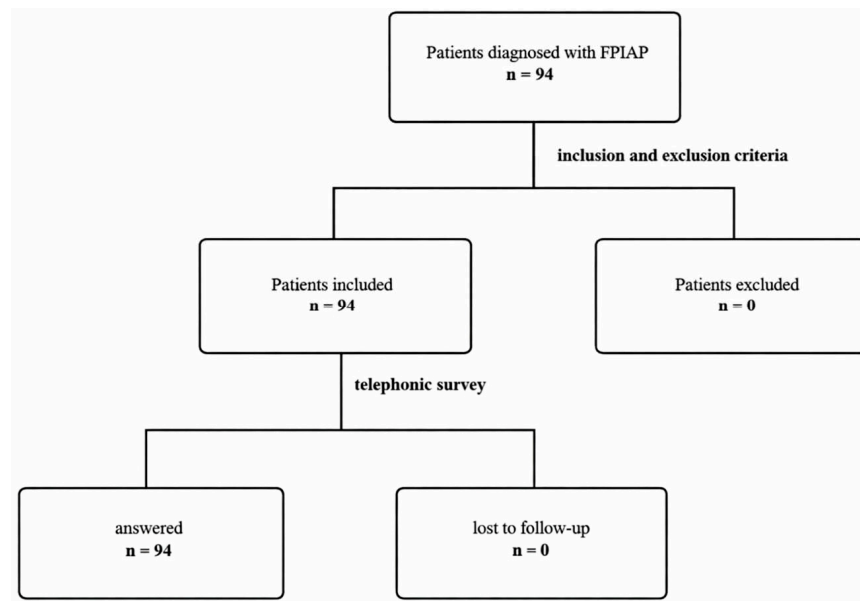 Patients diagnosed with FPIAP
n = 94
inclusion and exclusion criteria
Patients included
n = 94
Patients excluded
n = 0
telephonic survey
answered
n = 94
lost to follow-up
n = 0